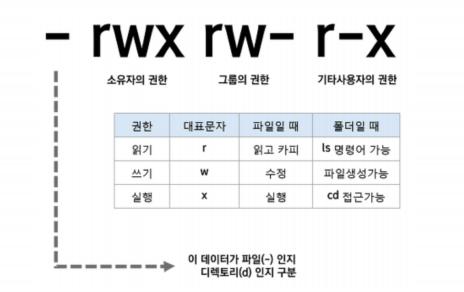 - rwx rw- r-x
소유자의 권한 그룹의 권한 기타사용자의 권한
권한 대표문자 파일일 때 폴더일 때
읽기 r 읽고 카피 ls 명령어 가능
쓰기 w 수정 파일생성가능
실행 x 실행 cd 접근가능
이 데이터가 파일(-) 인지
디렉토리(d) 인지 구분